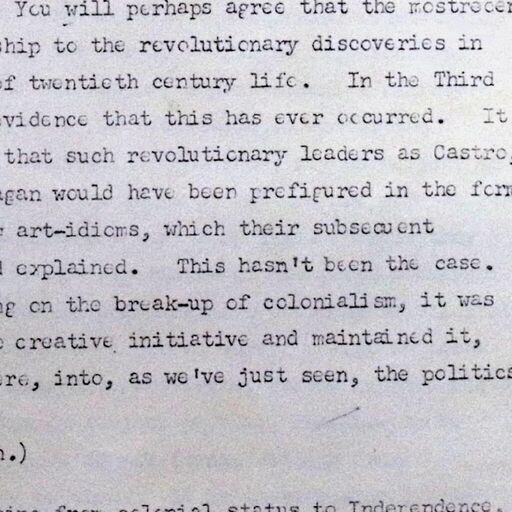 You will perhaps agree that the mostrecen
ship to the revolutionary discoveries in
of twentieth century life. In the Third
vidence that this has ever occurred. It
that such revolutionary leaders as Castro,
agan would have been prefigured in the form
art-idioms, which their subsequent
explained. This hasn't been the case.
ng on the break-up of colonialism, it was
creative initiative and maintained it,
ere, into, as we've just seen, the politics
n.)
from colonial status to Independence.